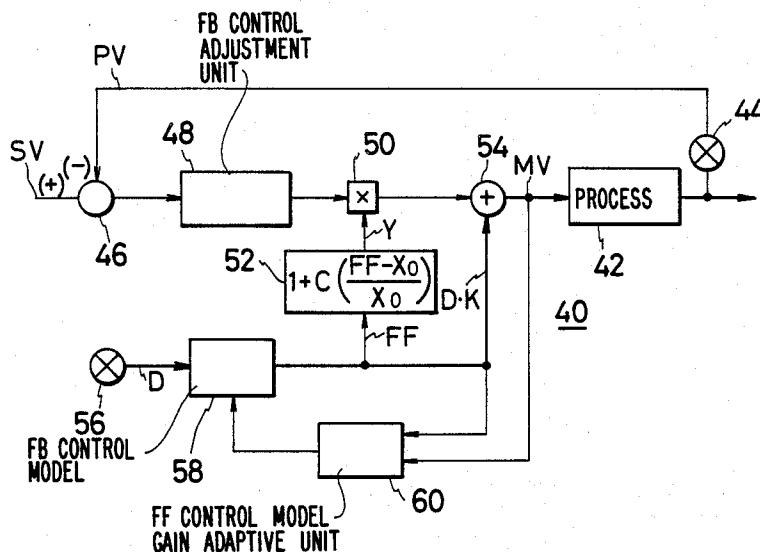 FB CONTROL
ADJUSTMENT
UNIT
PV
44
48
50
54
MV
SV
(+)
(-)
×
+
PROCESS
46
Y
42
52
1+C(FF-X0/X0)
D·K
40
FF
D
56
FB CONTROL
MODEL
58
60
FF CONTROL MODEL
GAIN ADAPTIVE UNIT